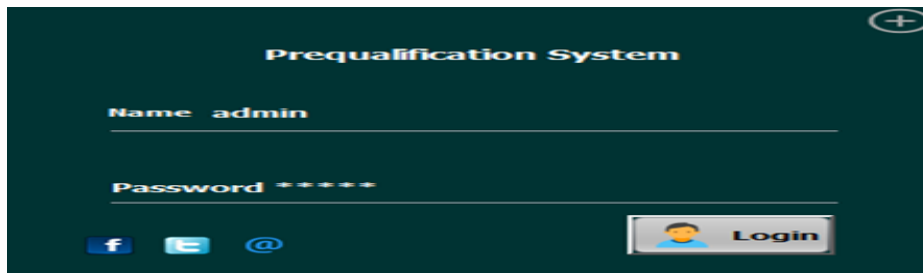 Prequalification System
Name admin
Password *****
f t @ Login